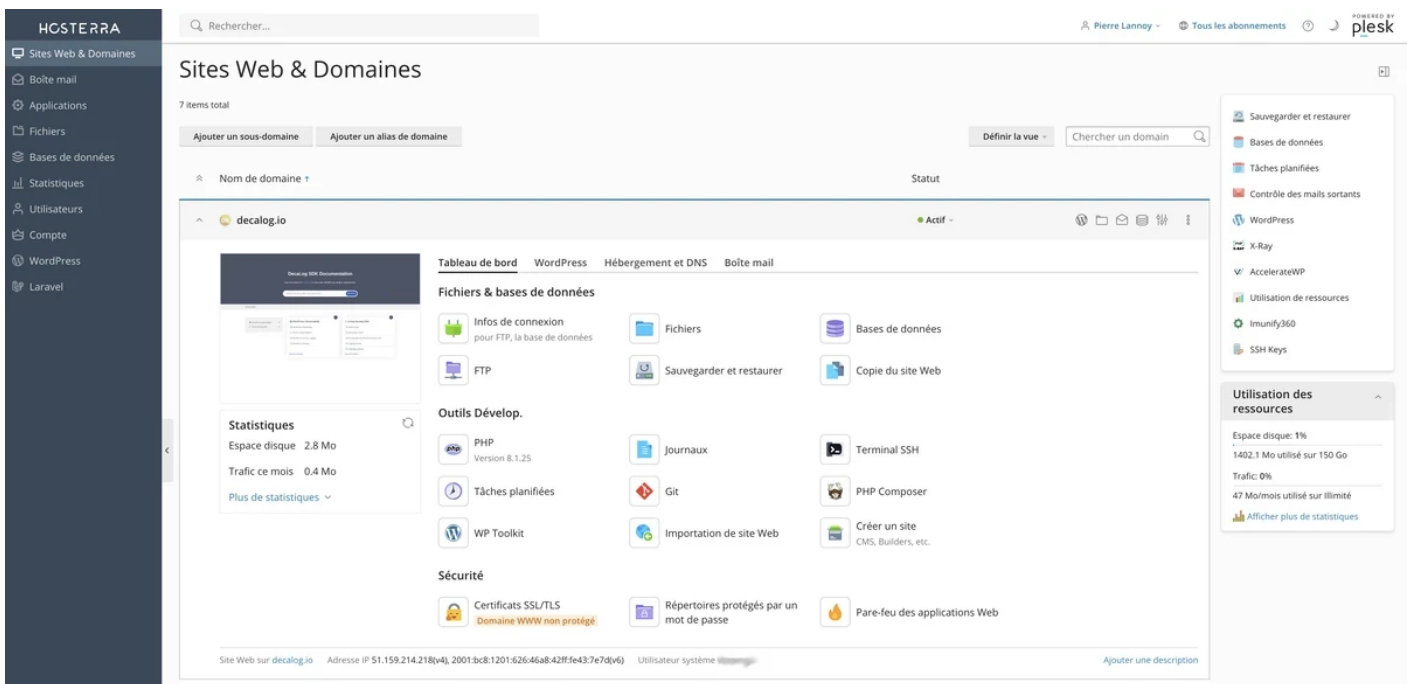 HOSTERRA
Rechercher...
Pierre Lannoy
Tous les abonnements
POWERED BY
plesk
Sites Web & Domaines
Boîte mail
Applications
Fichiers
Bases de données
Statistiques
Utilisateurs
Compte
WordPress
Laravel
Sites Web & Domaines
7 items total
Ajouter un sous-domaine
Ajouter un alias de domaine
Définir la vue
Chercher un domain
Nom de domaine ↑
Statut
decalog.io
Actif
DecaLog SDK Documentation
Statistiques
Espace disque 2.8 Mo
Trafic ce mois 0.4 Mo
Plus de statistiques
Tableau de bord
WordPress
Hébergement et DNS
Boîte mail
Fichiers & bases de données
Infos de connexion
pour FTP, la base de données
Fichiers
Bases de données
FTP
Sauvegarder et restaurer
Copie du site Web
Outils Dévelop.
php
PHP
Version 8.1.25
Journaux
Terminal SSH
Tâches planifiées
Git
PHP Composer
WP Toolkit
Importation de site Web
Créer un site
CMS, Builders, etc.
Sécurité
Certificats SSL/TLS
Domaine WWW non protégé
Répertoires protégés par un
mot de passe
Pare-feu des applications Web
Site Web sur decalog.io
Adresse IP 51.159.214.218(v4), 2001:bc8:1201:626:46a8:42ff:fe43:7e7d(v6)
Utilisateur système
Ajouter une description
Sauvegarder et restaurer
Bases de données
Tâches planifiées
Contrôle des mails sortants
WordPress
X-Ray
AccelerateWP
Utilisation de ressources
Imunify360
SSH Keys
Utilisation des
ressources
Espace disque: 1%
1402.1 Mo utilisé sur 150 Go
Trafic: 0%
47 Mo/mois utilisé sur Illimité
Afficher plus de statistiques